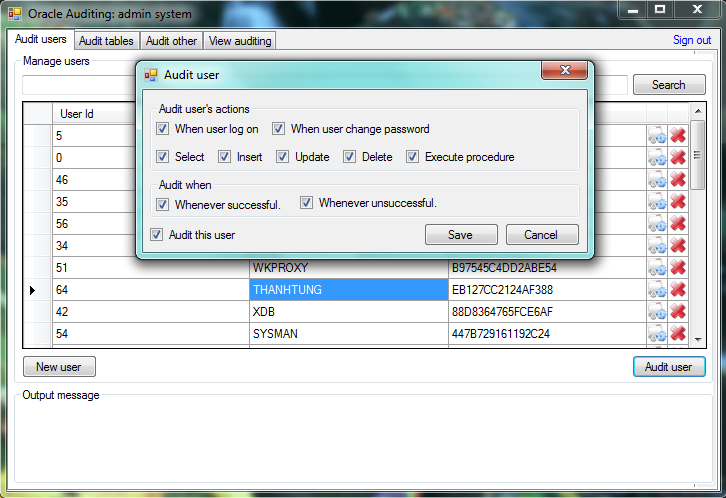 Oracle Auditing: admin system
Audit users Audit tables Audit other View auditing Sign out
Manage users
Search
Audit user
Audit user's actions
When user log on When user change password
Select Insert Update Delete Execute procedure
Audit when
Whenever successful. Whenever unsuccessful.
Audit this user Save Cancel
User Id
5
0
46
35
56
34
51 WKPROXY B97545C4DD2ABE54
64 THANHTUNG EB127CC2124AF388
42 XDB 88D8364765FCE6AF
54 SYSMAN 447B729161192C24
New user Audit user
Output message